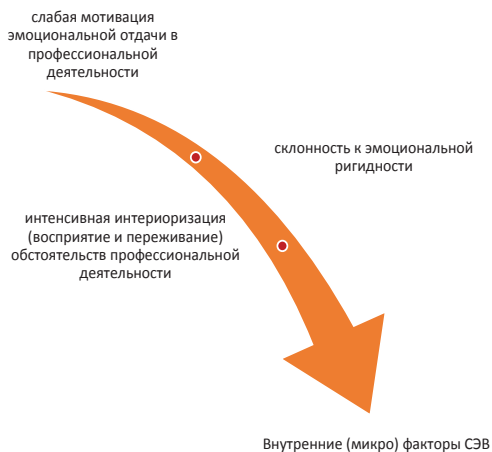 слабая мотивация
эмоциональной отдачи в
профессиональной
деятельности
склонность к эмоциональной
ригидности
интенсивная интериоризация
(восприятие и переживание)
обстоятельств профессиональной
деятельности
Внутренние (микро) факторы СЭВ